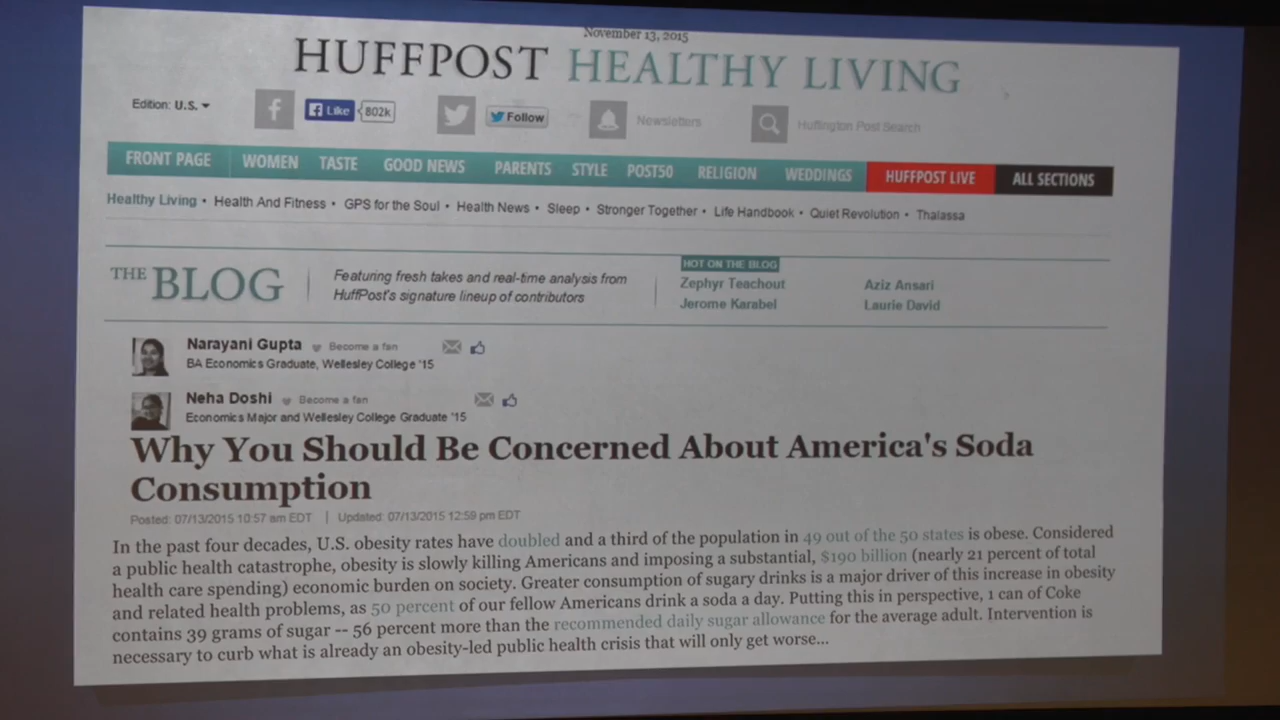 November 13, 2015
HUFFPOST HEALTHY LIVING
Edition: U.S.
Like 802k
Follow
Newsletters
Huffington Post Search
FRONT PAGE WOMEN TASTE GOOD NEWS PARENTS STYLE POST50 RELIGION WEDDINGS HUFFPOST LIVE ALL SECTIONS
Healthy Living • Health And Fitness • GPS for the Soul • Health News • Sleep • Stronger Together • Life Handbook • Quiet Revolution • Thalassa
THE BLOG
Featuring fresh takes and real-time analysis from
HuffPost's signature lineup of contributors
HOT ON THE BLOG
Zephyr Teachout Aziz Ansari
Jerome Karabel Laurie David
Narayani Gupta Become a fan
BA Economics Graduate, Wellesley College '15
Neha Doshi Become a fan
Economics Major and Wellesley College Graduate '15
Why You Should Be Concerned About America's Soda
Consumption
Posted: 07/13/2015 10:57 am EDT | Updated: 07/13/2015 12:59 pm EDT
In the past four decades, U.S. obesity rates have doubled and a third of the population in 49 out of the 50 states is obese. Considered
a public health catastrophe, obesity is slowly killing Americans and imposing a substantial, $190 billion (nearly 21 percent of total
health care spending) economic burden on society. Greater consumption of sugary drinks is a major driver of this increase in obesity
and related health problems, as 50 percent of our fellow Americans drink a soda a day. Putting this in perspective, 1 can of Coke
contains 39 grams of sugar -- 56 percent more than the recommended daily sugar allowance for the average adult. Intervention is
necessary to curb what is already an obesity-led public health crisis that will only get worse...